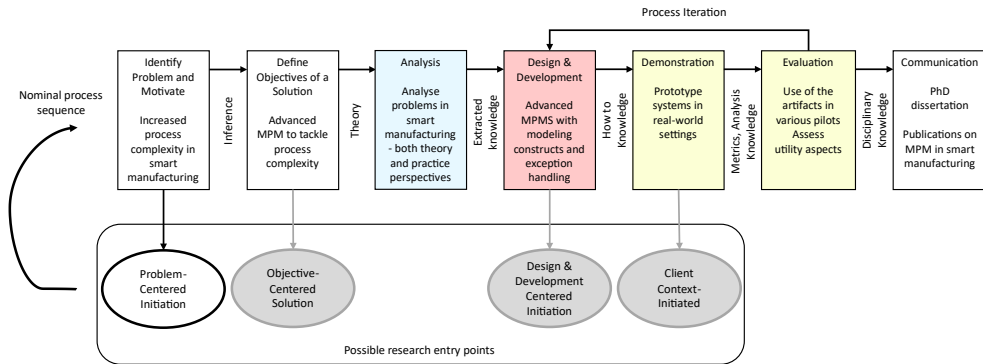 Process Iteration
Nominal process
sequence
Identify
Problem and
Motivate
Increased
process
complexity in
smart
manufacturing
Inference
Define
Objectives of a
Solution
Advanced
MPM to tackle
process
complexity
Theory
Analysis
Analyse
problems in
smart
manufacturing
- both theory
and practice
perspectives
Extracted
knowledge
Design &
Development
Advanced
MPMS with
modeling
constructs and
exception
handling
How to
Knowledge
Demonstration
Prototype
systems in
real-world
settings
Metrics, Analysis
Knowledge
Evaluation
Use of the
artifacts in
various pilots
Assess
utility aspects
Disciplinary
Knowledge
Communication
PhD
dissertation
Publications on
MPM in smart
manufacturing
Problem-
Centered
Initiation
Objective-
Centered
Solution
Design &
Development
Centered
Initiation
Client
Context-
Initiated
Possible research entry points